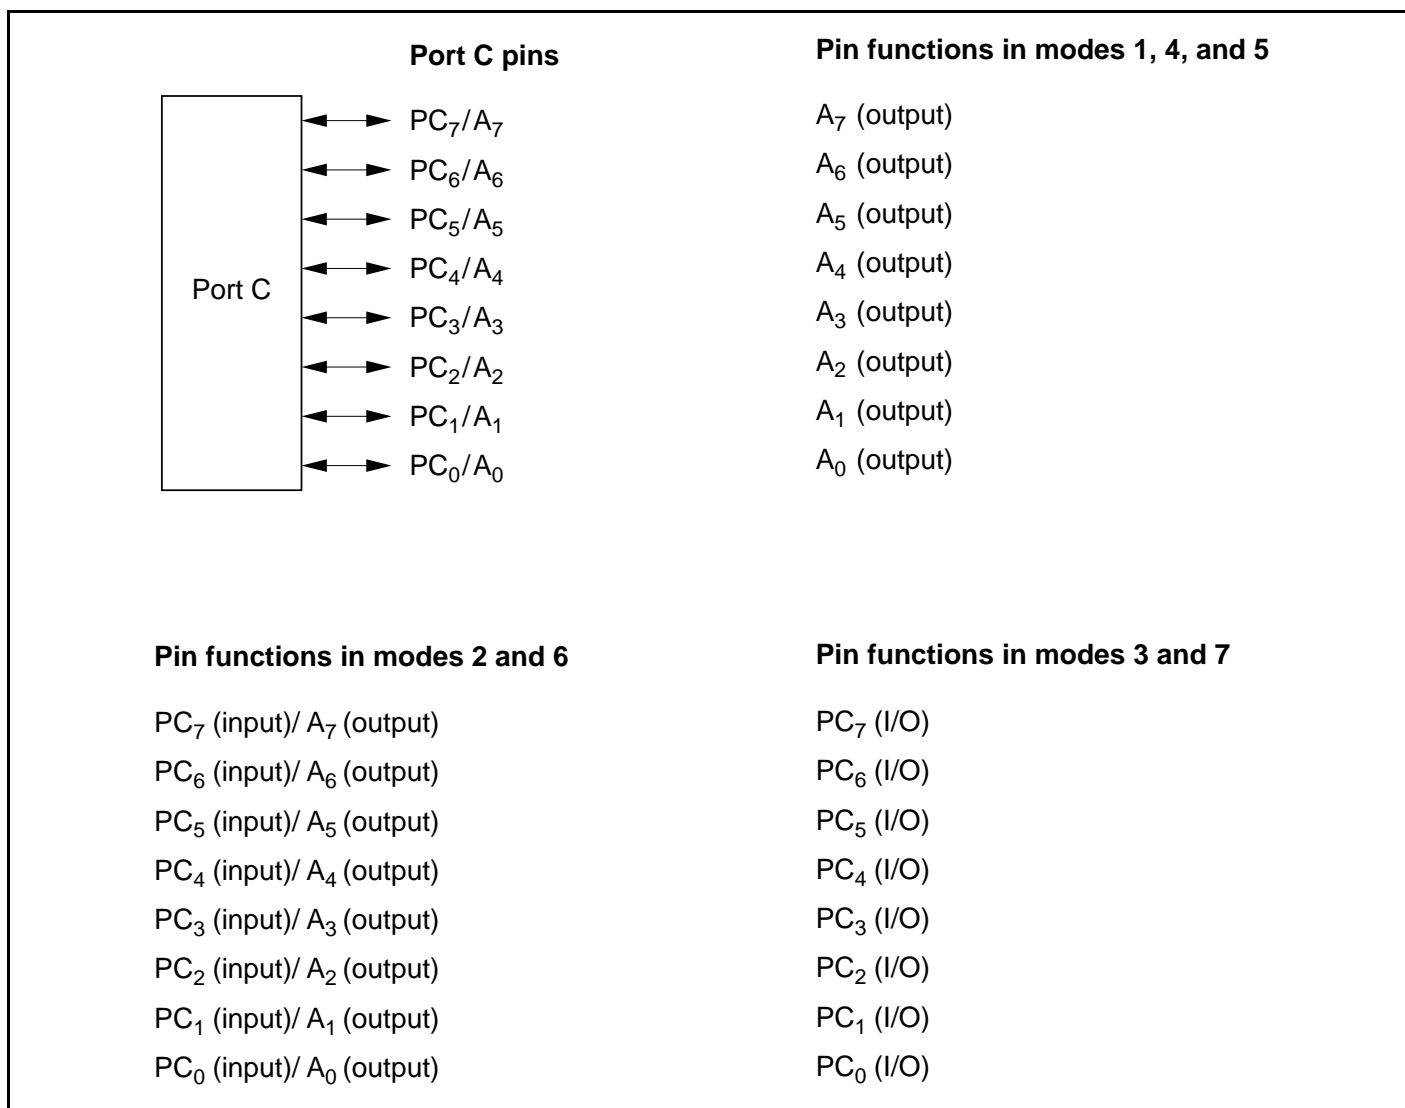 Port C pins
Pin functions in modes 1, 4, and 5
Port C
PC7/A7
A7 (output)
PC6/A6
A6 (output)
PC5/A5
A5 (output)
PC4/A4
A4 (output)
PC3/A3
A3 (output)
PC2/A2
A2 (output)
PC1/A1
A1 (output)
PC0/A0
A0 (output)
Pin functions in modes 2 and 6
PC7 (input)/ A7 (output)
PC6 (input)/ A6 (output)
PC5 (input)/ A5 (output)
PC4 (input)/ A4 (output)
PC3 (input)/ A3 (output)
PC2 (input)/ A2 (output)
PC1 (input)/ A1 (output)
PC0 (input)/ A0 (output)
Pin functions in modes 3 and 7
PC7 (I/O)
PC6 (I/O)
PC5 (I/O)
PC4 (I/O)
PC3 (I/O)
PC2 (I/O)
PC1 (I/O)
PC0 (I/O)